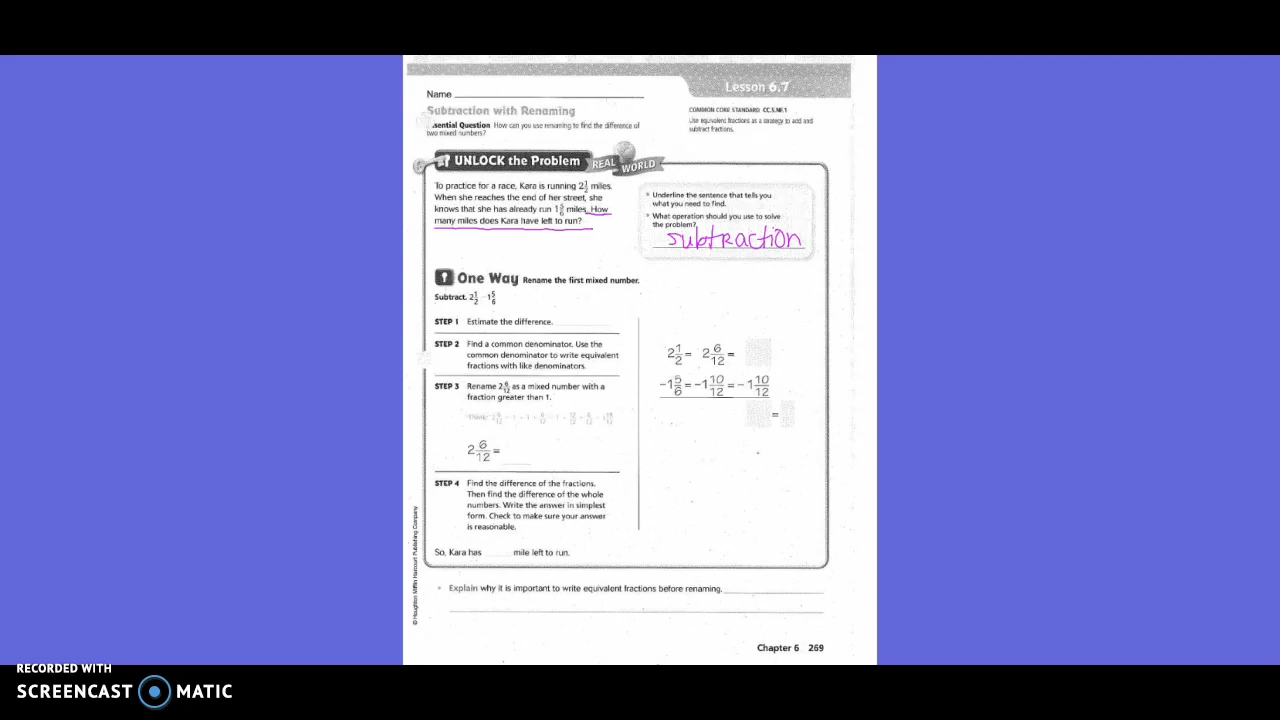 Lesson 6.7
Name
Subtraction with Renaming
COMMON CORE STANDARD CC.5.NF.1
Use equivalent fractions as a strategy to add and
subtract fractions.
ssential Question How can you use renaming to find the difference of
two mixed numbers?
UNLOCK the Problem REAL WORLD
To practice for a race, Kara is running 2 1/2 miles.
When she reaches the end of her street, she
knows that she has already run 1 5/6 miles. How
many miles does Kara have left to run?
• Underline the sentence that tells you
what you need to find.
• What operation should you use to solve
the problem?
subtraction
One Way Rename the first mixed number.
Subtract. 2 1/2 - 1 5/6
STEP 1 Estimate the difference.
STEP 2 Find a common denominator. Use the
common denominator to write equivalent
fractions with like denominators.
STEP 3 Rename 2 6/12 as a mixed number with a
fraction greater than 1.
2 6/12 =
STEP 4 Find the difference of the fractions.
Then find the difference of the whole
numbers. Write the answer in simplest
form. Check to make sure your answer
is reasonable.
2 1/2 = 2 6/12 =
-1 5/6 = -1 10/12 = -1 10/12
=
So, Kara has mile left to run.
• Explain why it is important to write equivalent fractions before renaming.
© Houghton Mifflin Harcourt Publishing Company
Chapter 6 269
RECORDED WITH
SCREENCAST MATIC